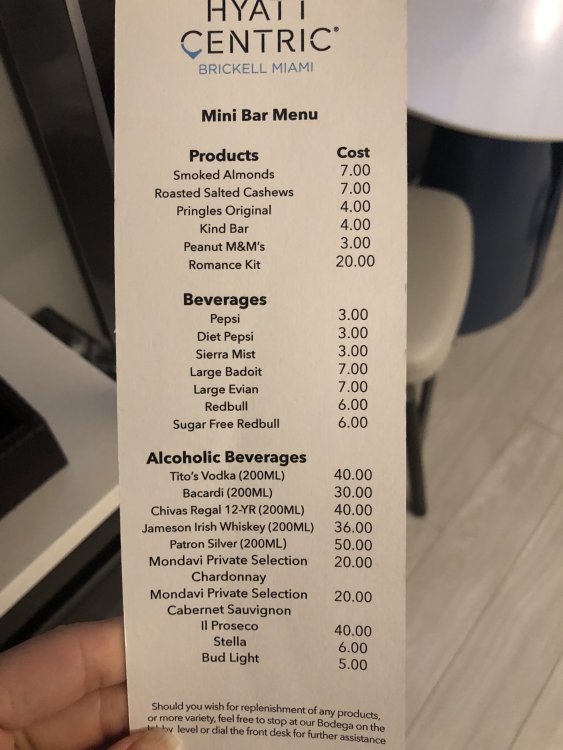 HYATT
CENTRIC®
BRICKELL MIAMI
Mini Bar Menu
Products Cost
Smoked Almonds 7.00
Roasted Salted Cashews 7.00
Pringles Original 4.00
Kind Bar 4.00
Peanut M&M's 3.00
Romance Kit 20.00
Beverages
Pepsi 3.00
Diet Pepsi 3.00
Sierra Mist 3.00
Large Badoit 7.00
Large Evian 7.00
Redbull 6.00
Sugar Free Redbull 6.00
Alcoholic Beverages
Tito's Vodka (200ML) 40.00
Bacardi (200ML) 30.00
Chivas Regal 12-YR (200ML) 40.00
Jameson Irish Whiskey (200ML) 36.00
Patron Silver (200ML) 50.00
Mondavi Private Selection 20.00
Chardonnay
Mondavi Private Selection 20.00
Cabernet Sauvignon
Il Proseco 40.00
Stella 6.00
Bud Light 5.00
Should you wish for replenishment of any products,
or more variety, feel free to stop at our Bodega on the
lobby level or dial the front desk for further assistance